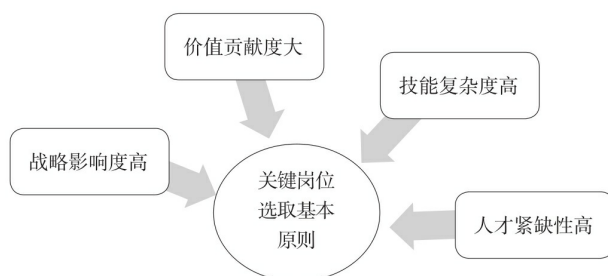 价值贡献度大
技能复杂度高
战略影响度高
关键岗位
选取基本
原则
人才紧缺性高